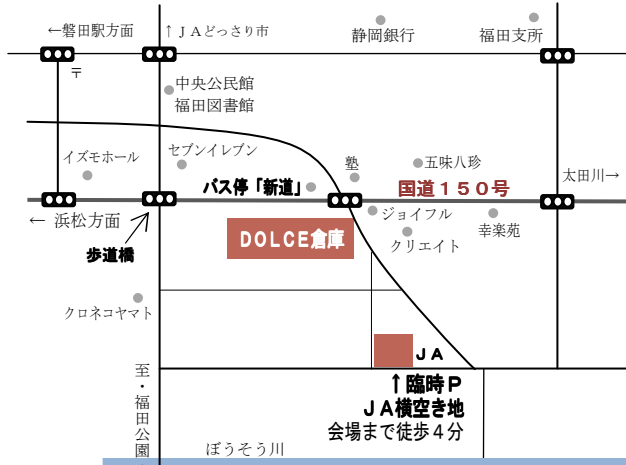 ←磐田駅方面
↑ＪＡどっさり市
静岡銀行
福田支所
〒
中央公民館
福田図書館
イズモホール
セブンイレブン
塾
五味八珍
太田川→
バス停「新道」
国道１５０号
← 浜松方面
ジョイフル
幸楽苑
歩道橋
DOLCE倉庫
クリエイト
クロネコヤマト
ＪＡ
至・福田公園
↑臨時Ｐ
ＪＡ横空き地
会場まで徒歩４分
ぼうそう川